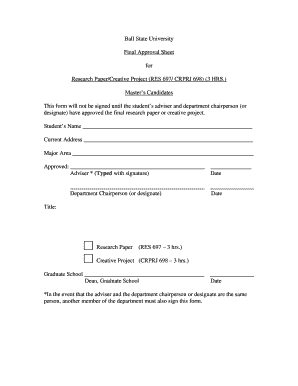 Ball State University
Final Approval Sheet
for
Research Paper/Creative Project (RES 697/ CRPRJ 698) (3 HRS.)
Master's Candidates
This form will not be signed until the student's adviser and department chairperson (or
designate) have approved the final research paper or creative project.
Student's Name
Current Address
Major Area
Approved:
Adviser * (Typed with signature) Date
Department Chairperson (or designate) Date
Title:
Research Paper (RES 697 – 3 hrs.)
Creative Project (CRPRJ 698 – 3 hrs.)
Graduate School
Dean, Graduate School Date
*In the event that the adviser and the department chairperson or designate are the same
person, another member of the department must also sign this form.